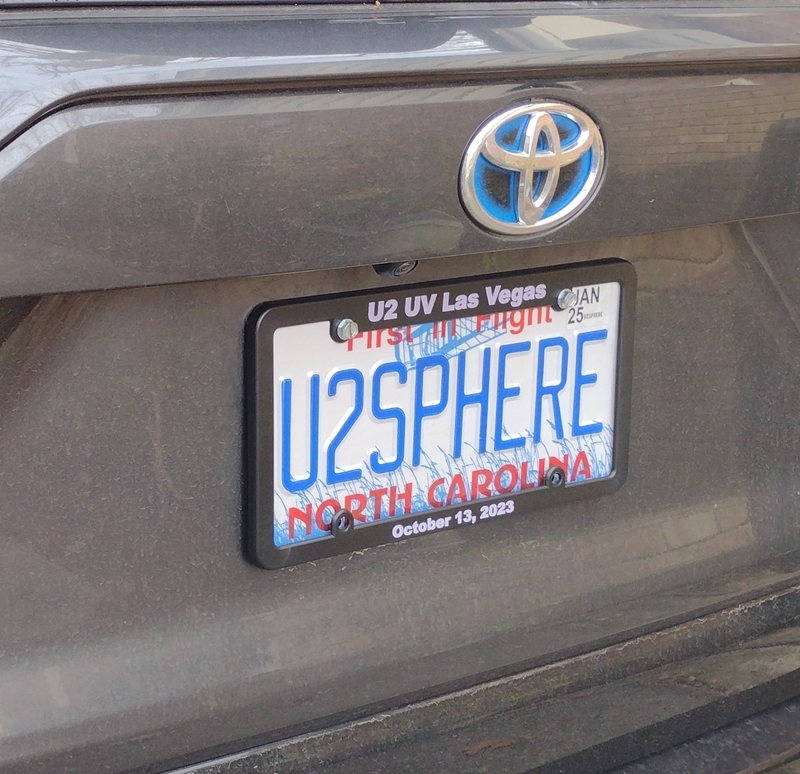 U2 UV Las Vegas
First in Flight
JAN
25
U2SPHERE
NORTH CAROLINA
October 13, 2023